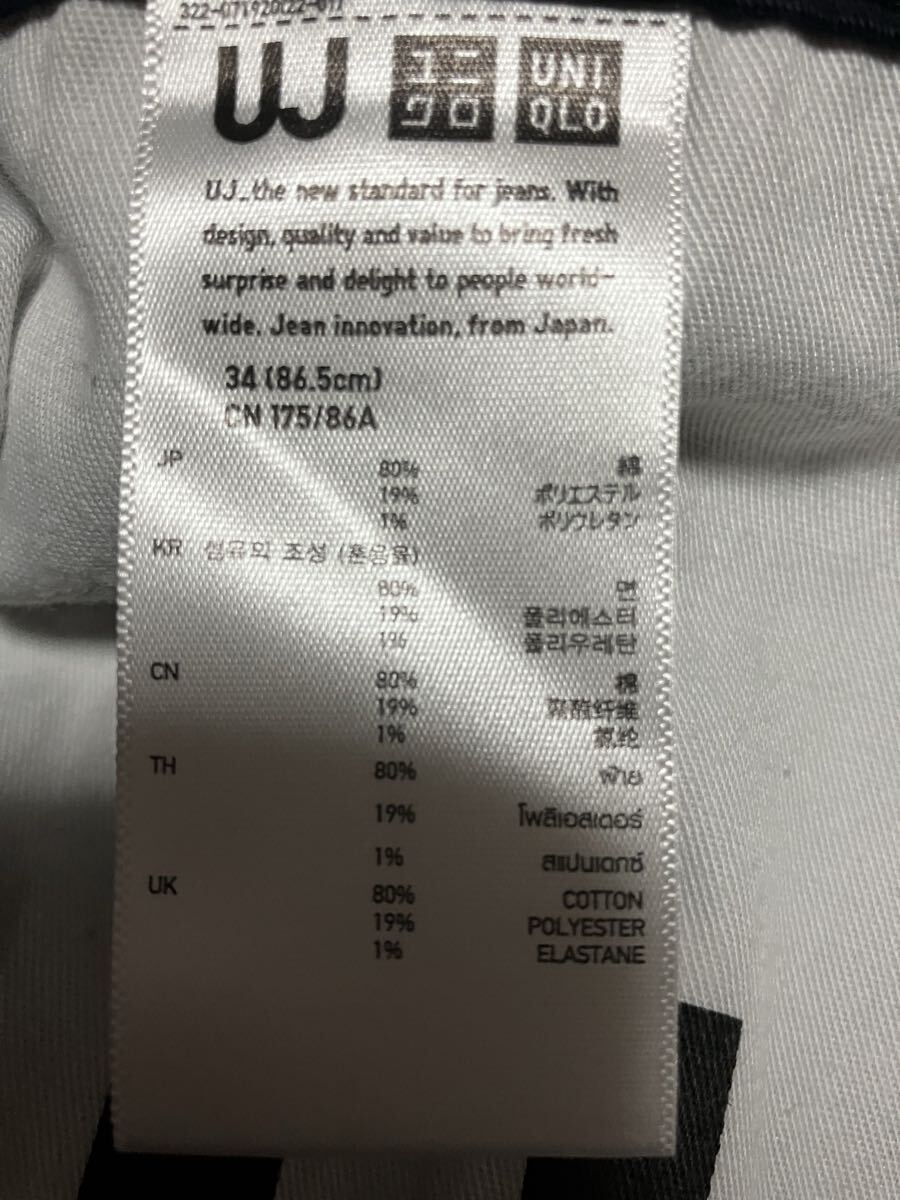 322-071920(22-01)
UJ
ユニ
クロ
UNI
QLO
UJ_the new standard for jeans. With
design, quality and value to bring fresh
surprise and delight to people world-
wide. Jean innovation, from Japan.
34 (86.5cm)
CN 175/86A
JP 80% 綿
19% ポリエステル
1% ポリウレタン
KR 섬유의 조성 (혼용률)
80% 면
19% 폴리에스터
1% 폴리우레탄
CN 80% 棉
19% 聚酯纤维
1% 氨纶
TH 80% ฝ้าย
19% โพลีเอสเตอร์
1% สแปนเดกซ์
UK 80% COTTON
19% POLYESTER
1% ELASTANE